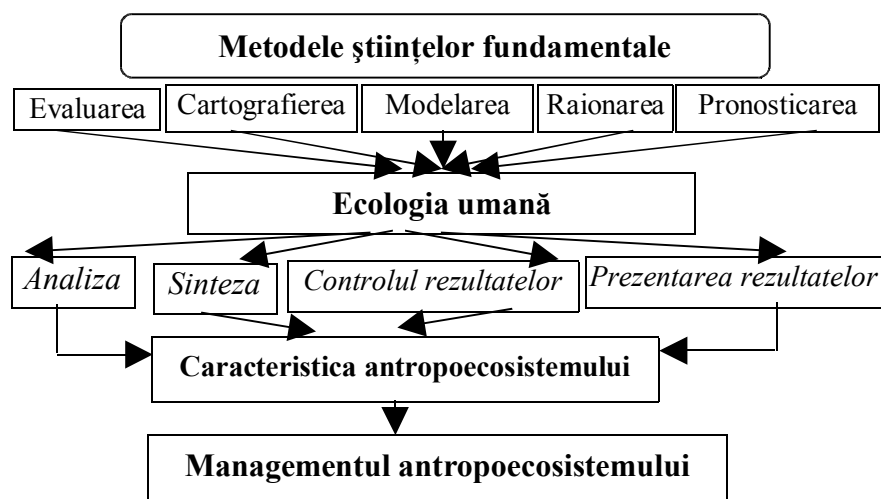 Metodele ştiinţelor fundamentale
Evaluarea
Cartografierea
Modelarea
Raionarea
Pronosticarea
Ecologia umană
Analiza
Sinteza
Controlul rezultatelor
Prezentarea rezultatelor
Caracteristica antropoecosistemului
Managementul antropoecosistemului